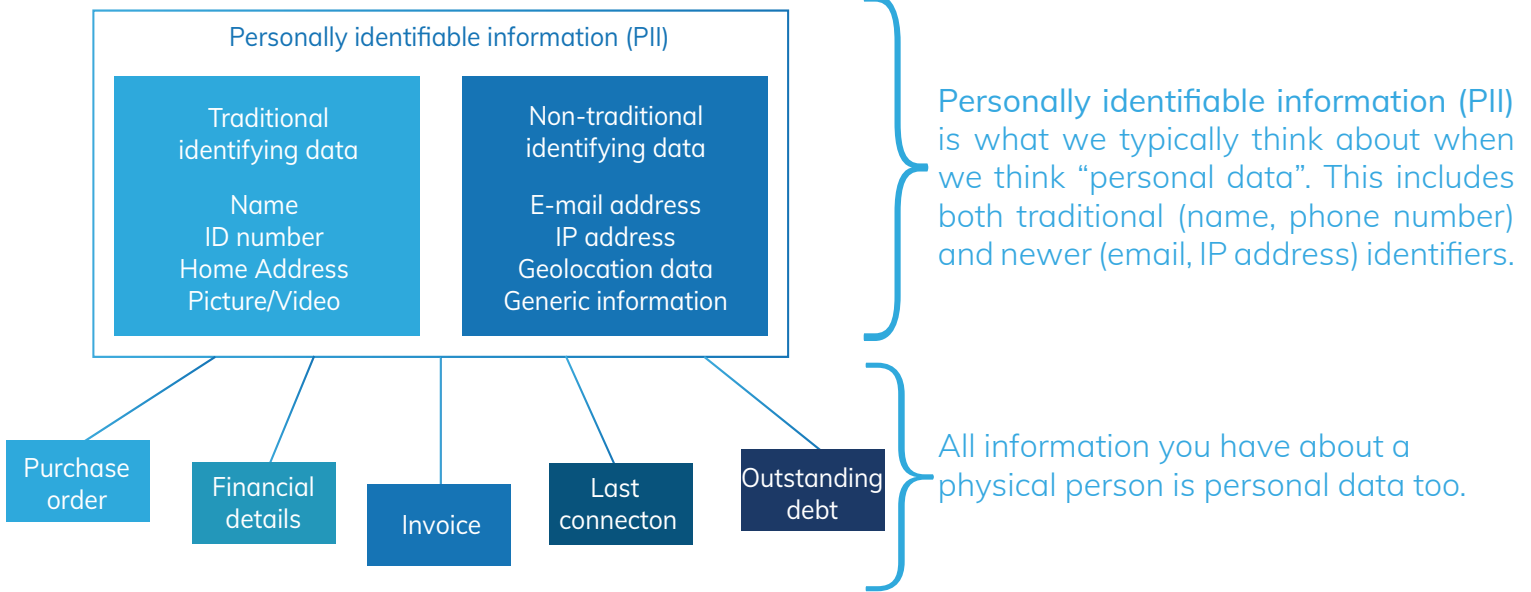 Personally identifiable information (PII)
Traditional
identifying data
Name
ID number
Home Address
Picture/Video
Non-traditional
identifying data
E-mail address
IP address
Geolocation data
Generic information
Personally identifiable information (PII)
is what we typically think about when
we think “personal data”. This includes
both traditional (name, phone number)
and newer (email, IP address) identifiers.
Purchase
order
Financial
details
Invoice
Last
connecton
Outstanding
debt
All information you have about a
physical person is personal data too.